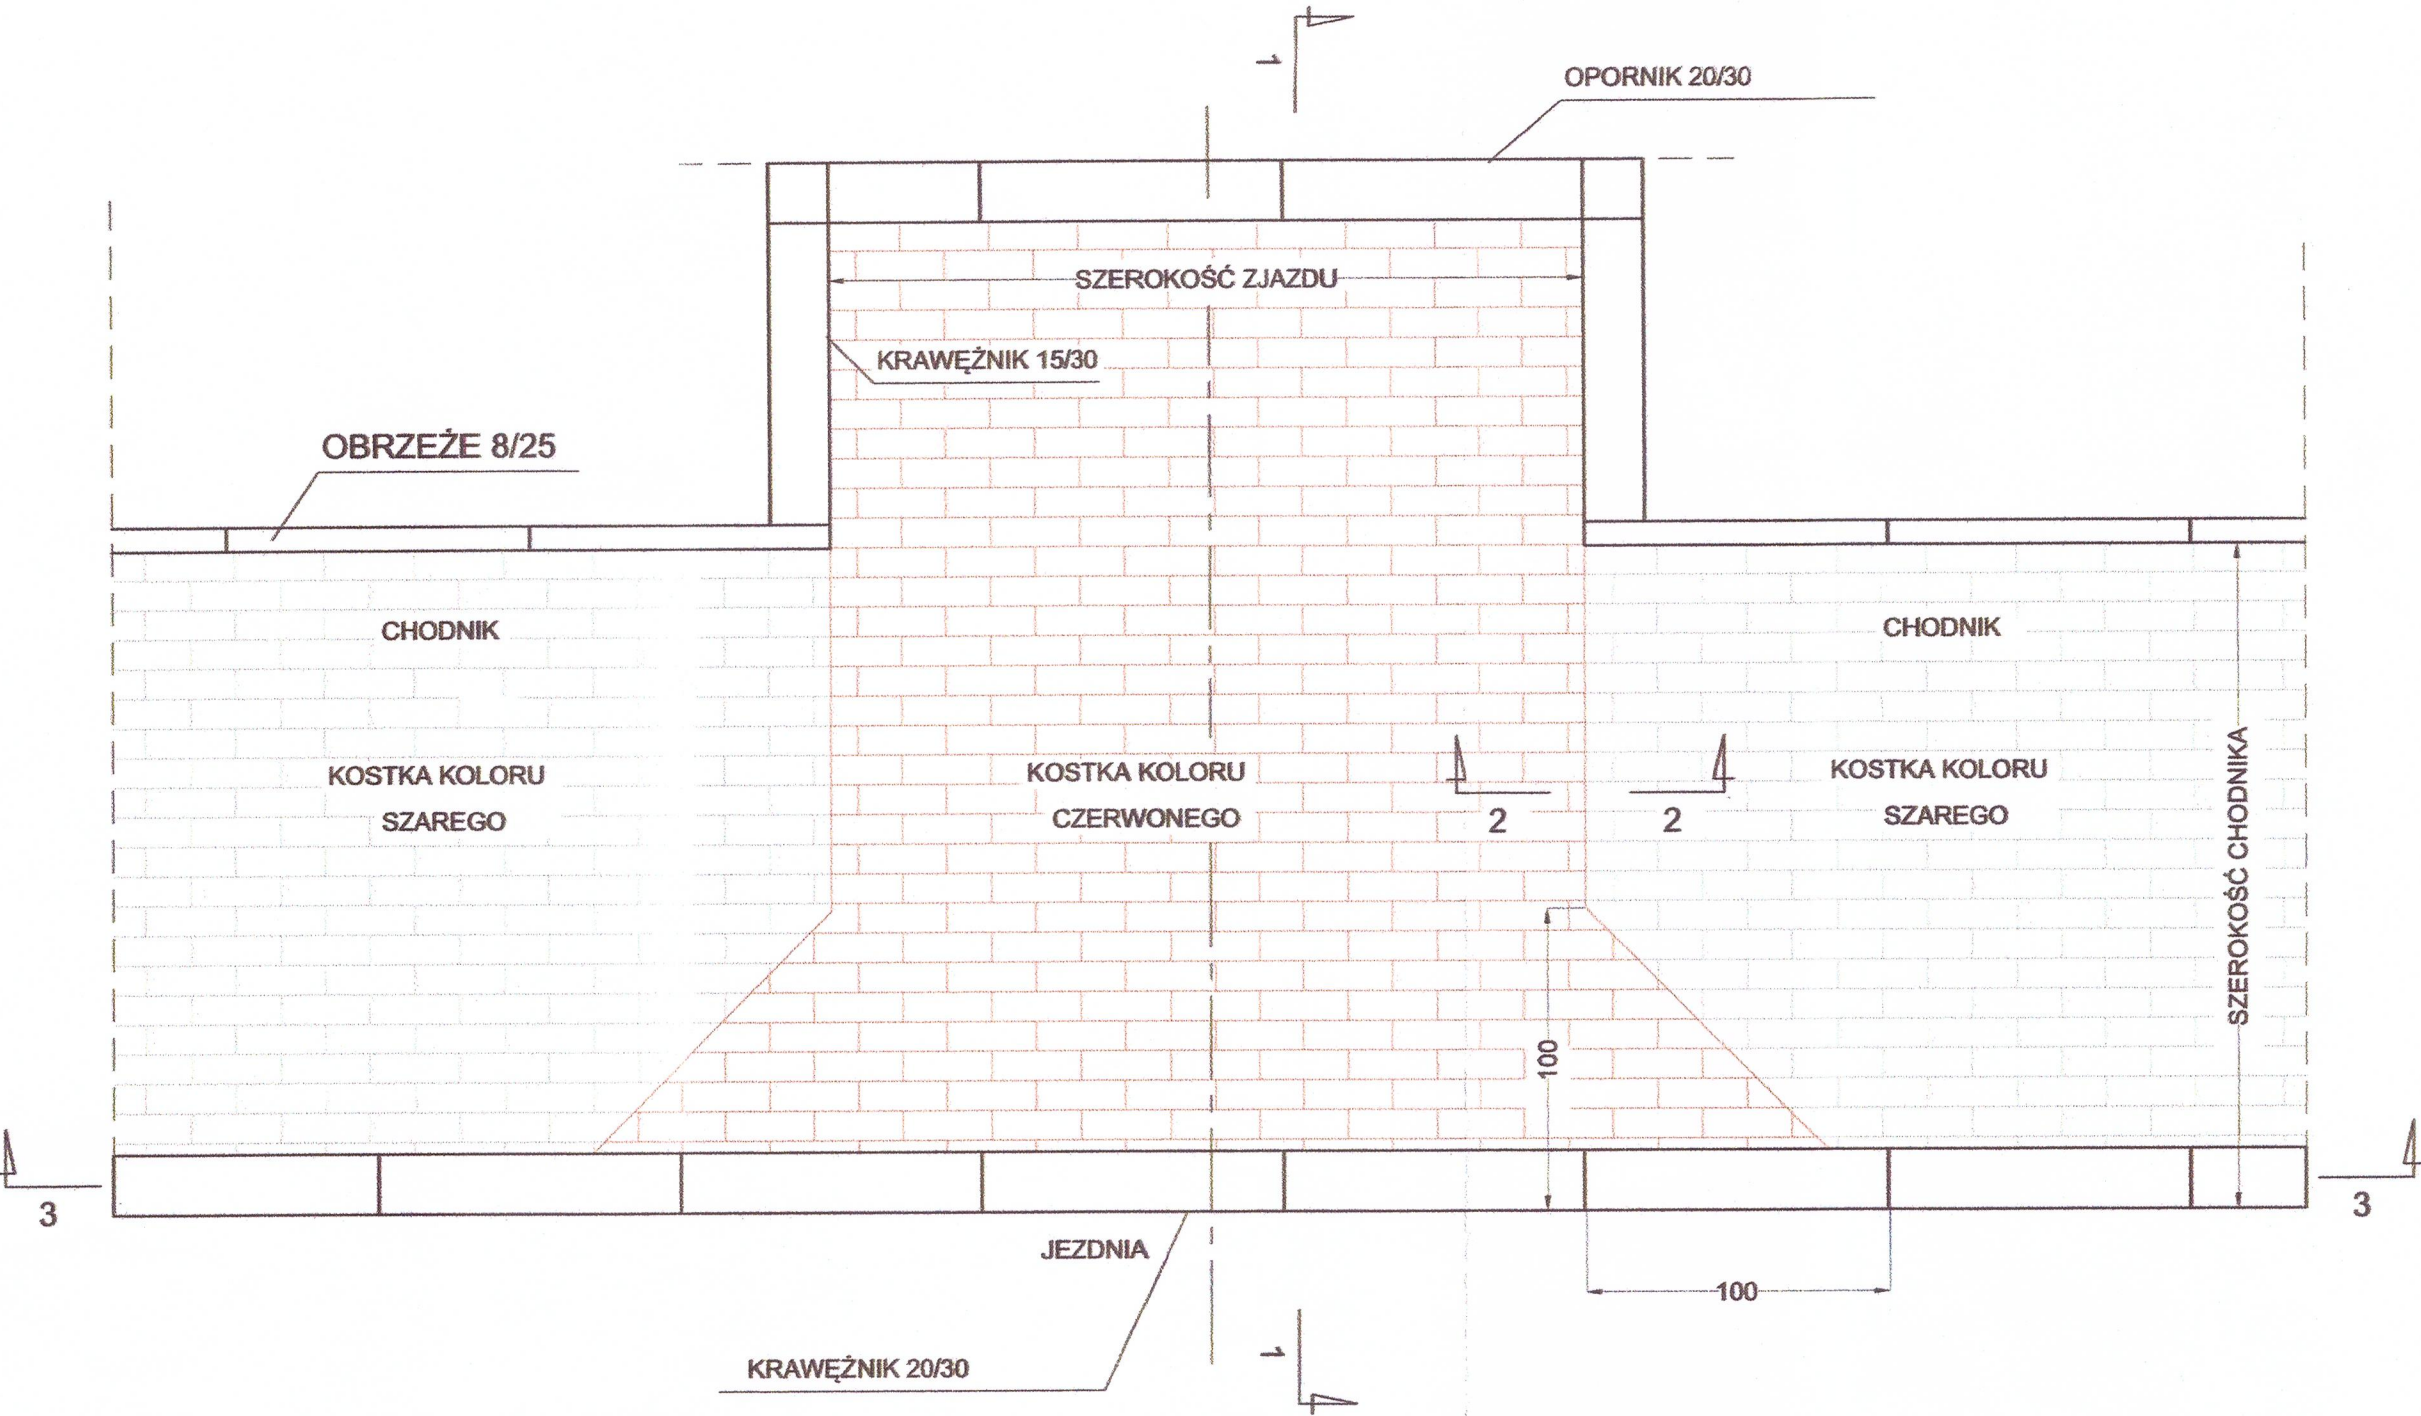 1
OPORNIK 20/30
SZEROKOŚĆ ZJAZDU
KRAWĘŻNIK 15/30
OBRZEŻE 8/25
CHODNIK
CHODNIK
KOSTKA KOLORU
SZAREGO
KOSTKA KOLORU
CZERWONEGO
2
2
KOSTKA KOLORU
SZAREGO
SZEROKOŚĆ CHODNIKA
100
3
3
JEZDNIA
100
1
KRAWĘŻNIK 20/30